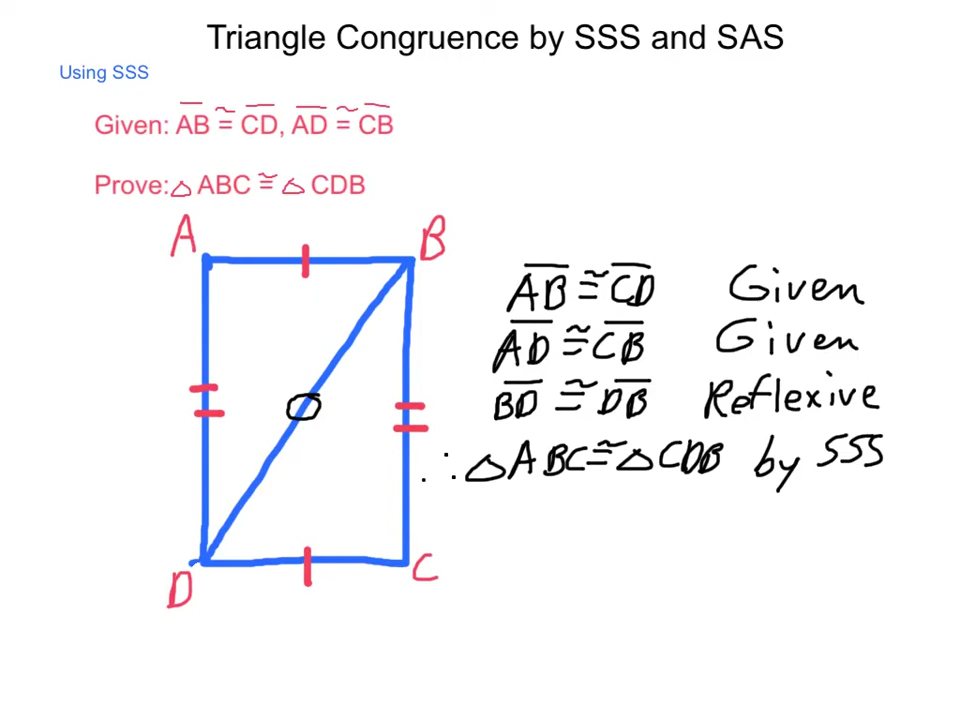 Triangle Congruence by SSS and SAS
Using SSS
Given: AB ≅ CD, AD ≅ CB
Prove: △ ABC ≅ △ CDB
A
B
AB ≅ CD Given
AD ≅ CB Given
BD ≅ DB Reflexive
∴ △ABC ≅ △CDB by SSS
D
C